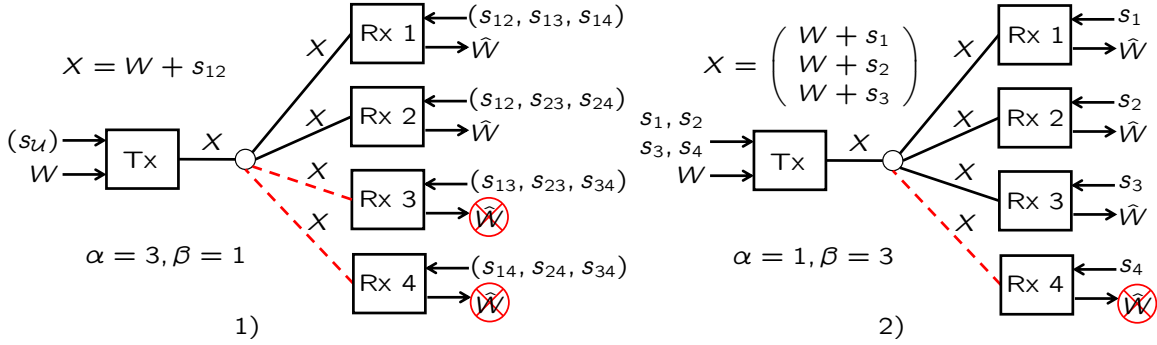 X = W + s₁₂
(s_𝒰)
W
Tx
X
X
X
X
X
Rx 1
(s₁₂, s₁₃, s₁₄)
Ŵ
Rx 2
(s₁₂, s₂₃, s₂₄)
Ŵ
Rx 3
(s₁₃, s₂₃, s₃₄)
Ŵ
Rx 4
(s₁₄, s₂₄, s₃₄)
Ŵ
α = 3, β = 1
1)
X = ( W + s₁
W + s₂
W + s₃ )
s₁, s₂
s₃, s₄
W
Tx
X
X
X
X
X
Rx 1
s₁
Ŵ
Rx 2
s₂
Ŵ
Rx 3
s₃
Ŵ
Rx 4
s₄
Ŵ
α = 1, β = 3
2)